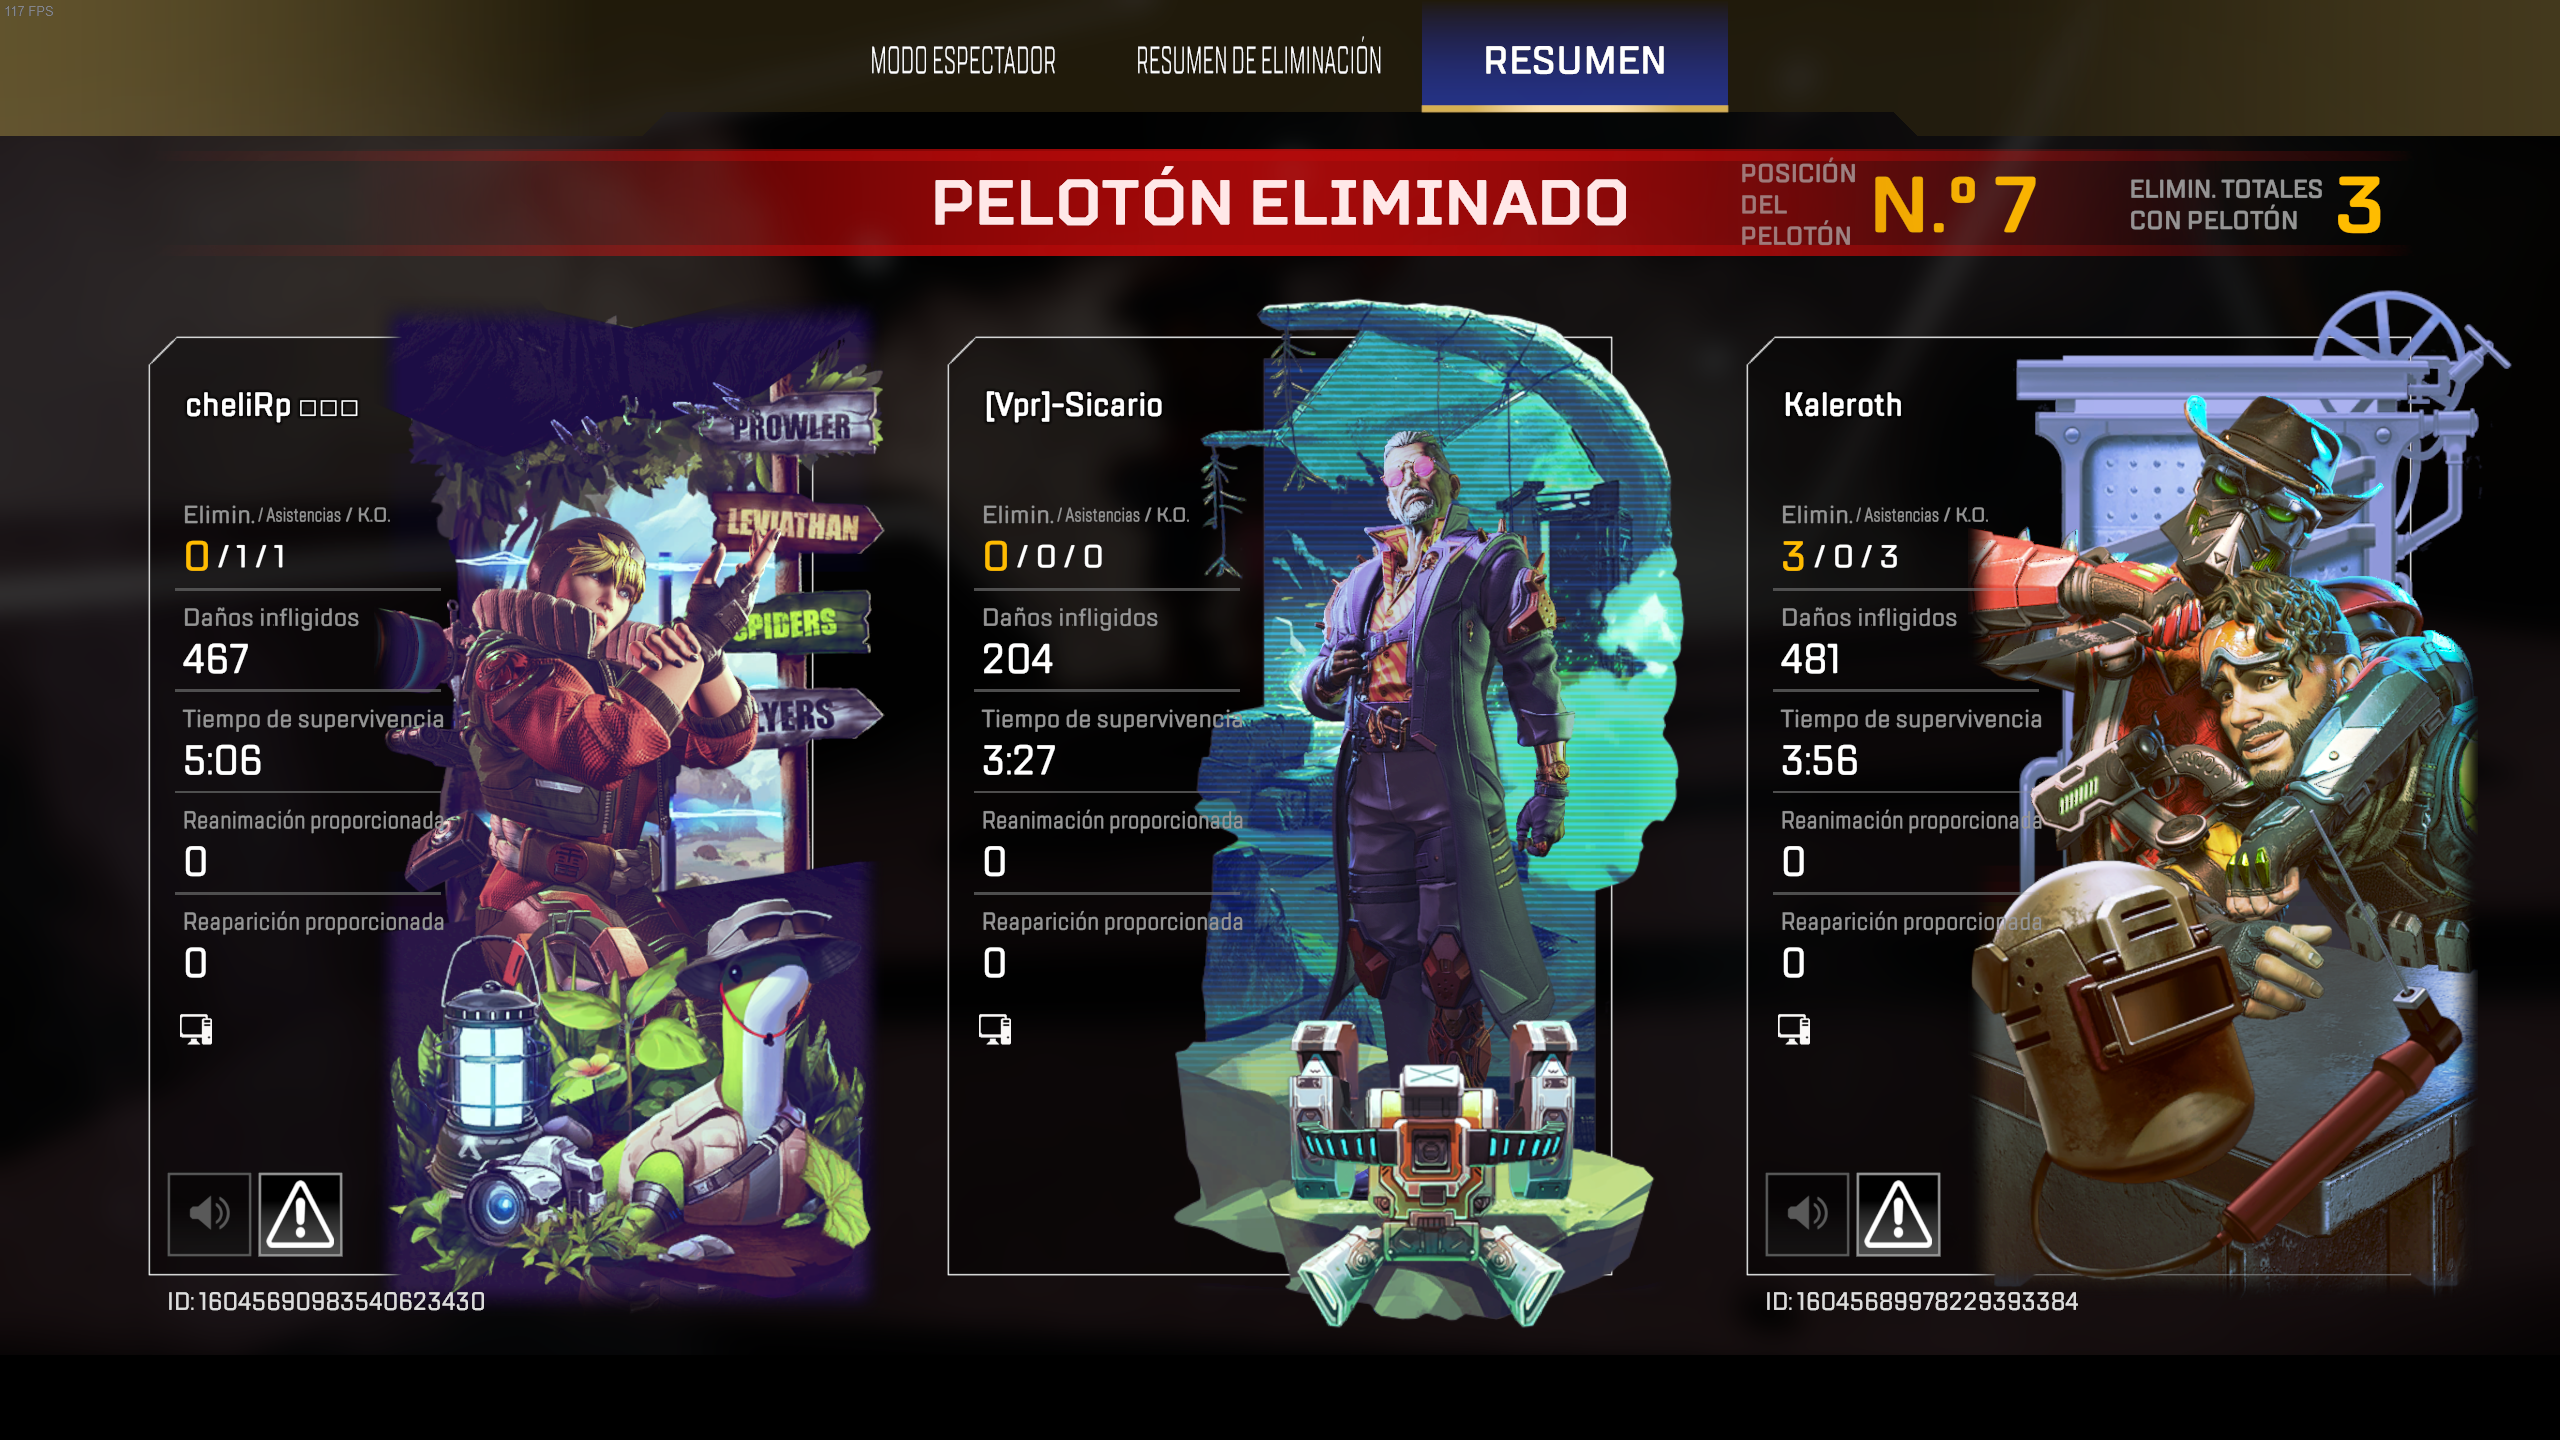 117 FPS
MODO ESPECTADOR
RESUMEN DE ELIMINACIÓN
RESUMEN
PELOTÓN ELIMINADO
POSICIÓN
DEL
PELOTÓN
N.º 7
ELIMIN. TOTALES
CON PELOTÓN
3
cheliRp □□□
Elimin. / Asistencias / K.O.
0 / 1 / 1
Daños infligidos
467
Tiempo de supervivencia
5:06
Reanimación proporcionada
0
Reaparición proporcionada
0
ID: 16045690983540623430
PROWLER
LEVIATHAN
SPIDERS
YERS
[Vpr]-Sicario
Elimin. / Asistencias / K.O.
0 / 0 / 0
Daños infligidos
204
Tiempo de supervivencia
3:27
Reanimación proporcionada
0
Reaparición proporcionada
0
Kaleroth
Elimin. / Asistencias / K.O.
3 / 0 / 3
Daños infligidos
481
Tiempo de supervivencia
3:56
Reanimación proporcionada
0
Reaparición proporcionada
0
ID: 16045689978229393384